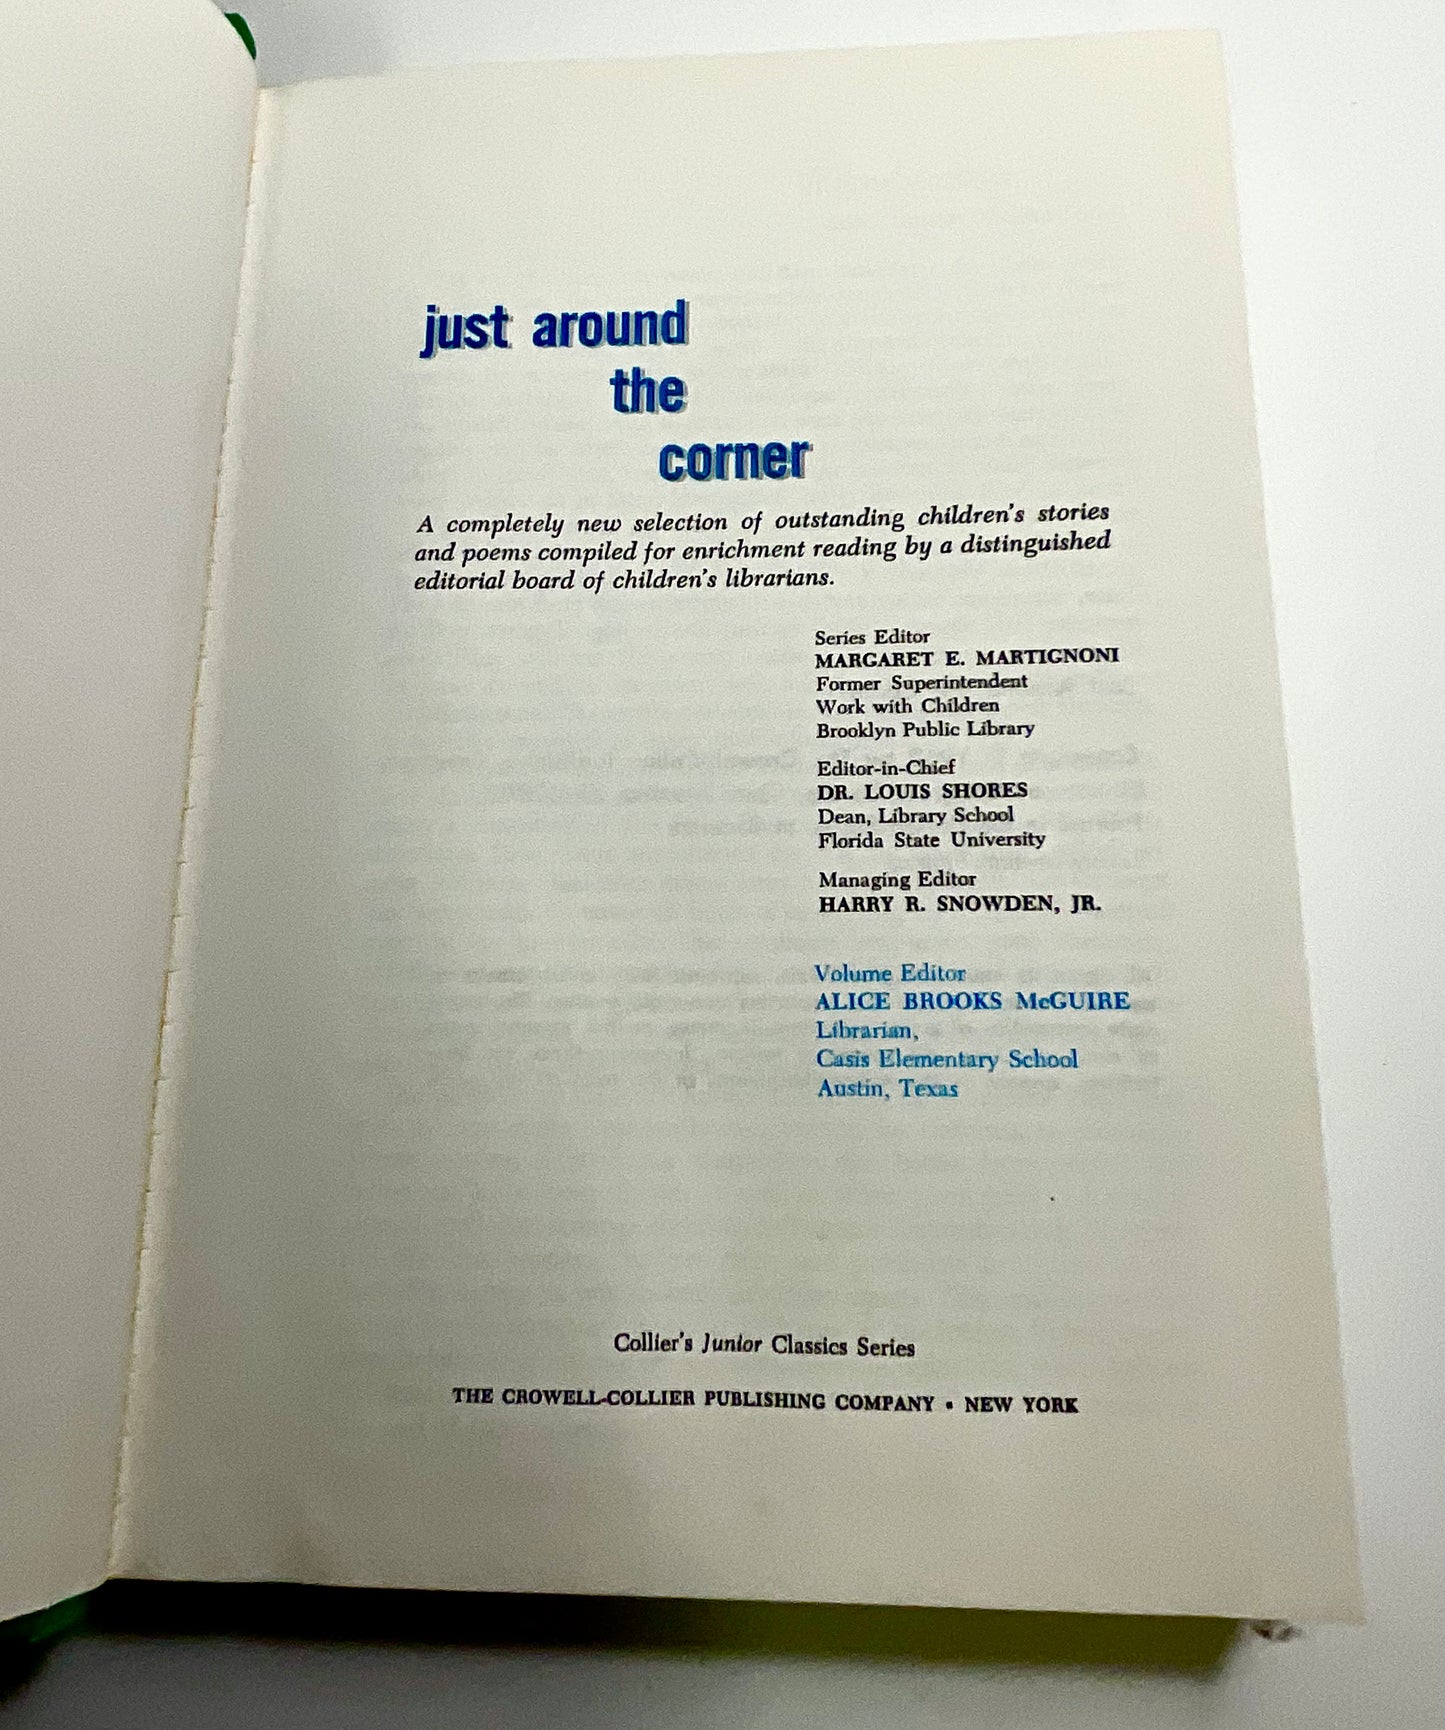 just around
the
corner
A completely new selection of outstanding children's stories
and poems compiled for enrichment reading by a distinguished
editorial board of children's librarians.
Series Editor
MARGARET E. MARTIGNONI
Former Superintendent
Work with Children
Brooklyn Public Library
Editor-in-Chief
DR. LOUIS SHORES
Dean, Library School
Florida State University
Managing Editor
HARRY R. SNOWDEN, JR.
Volume Editor
ALICE BROOKS McGUIRE
Librarian,
Casis Elementary School
Austin, Texas
Collier's Junior Classics Series
THE CROWELL-COLLIER PUBLISHING COMPANY • NEW YORK